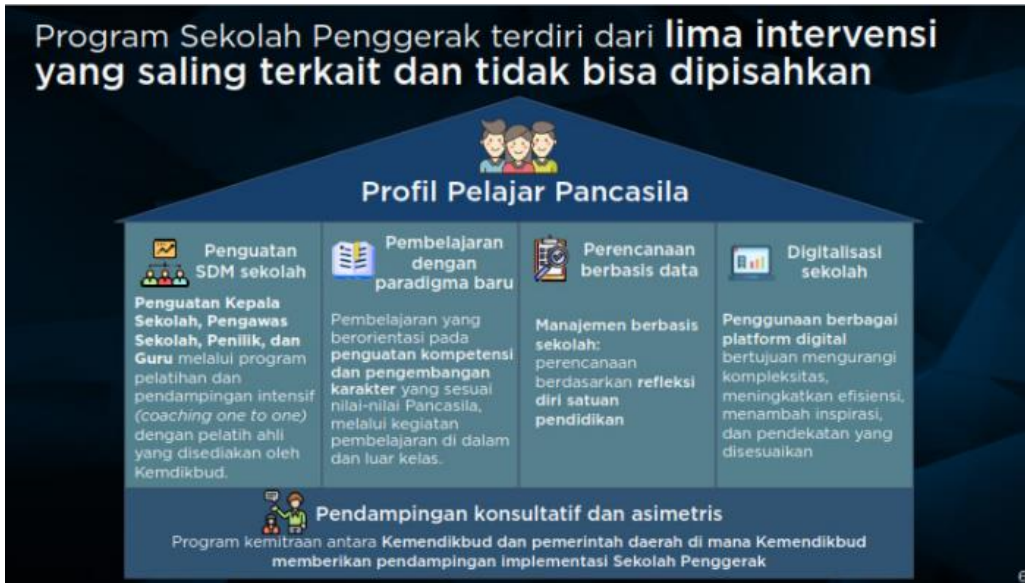 Program Sekolah Penggerak terdiri dari lima intervensi
yang saling terkait dan tidak bisa dipisahkan
Profil Pelajar Pancasila
Penguatan
SDM sekolah
Penguatan Kepala
Sekolah, Pengawas
Sekolah, Penilik, dan
Guru melalui program
pelatihan dan
pendampingan intensif
(coaching one to one)
dengan pelatih ahli
yang disediakan oleh
Kemdikbud.
Pembelajaran
dengan
paradigma baru
Pembelajaran yang
berorientasi pada
penguatan kompetensi
dan pengembangan
karakter yang sesuai
nilai-nilai Pancasila,
melalui kegiatan
pembelajaran di dalam
dan luar kelas.
Perencanaan
berbasis data
Manajemen berbasis
sekolah:
perencanaan
berdasarkan refleksi
diri satuan
pendidikan
Digitalisasi
sekolah
Penggunaan berbagai
platform digital
bertujuan mengurangi
kompleksitas,
meningkatkan efisiensi,
menambah inspirasi,
dan pendekatan yang
disesuaikan
Pendampingan konsultatif dan asimetris
Program kemitraan antara Kemendikbud dan pemerintah daerah di mana Kemendikbud
memberikan pendampingan implementasi Sekolah Penggerak